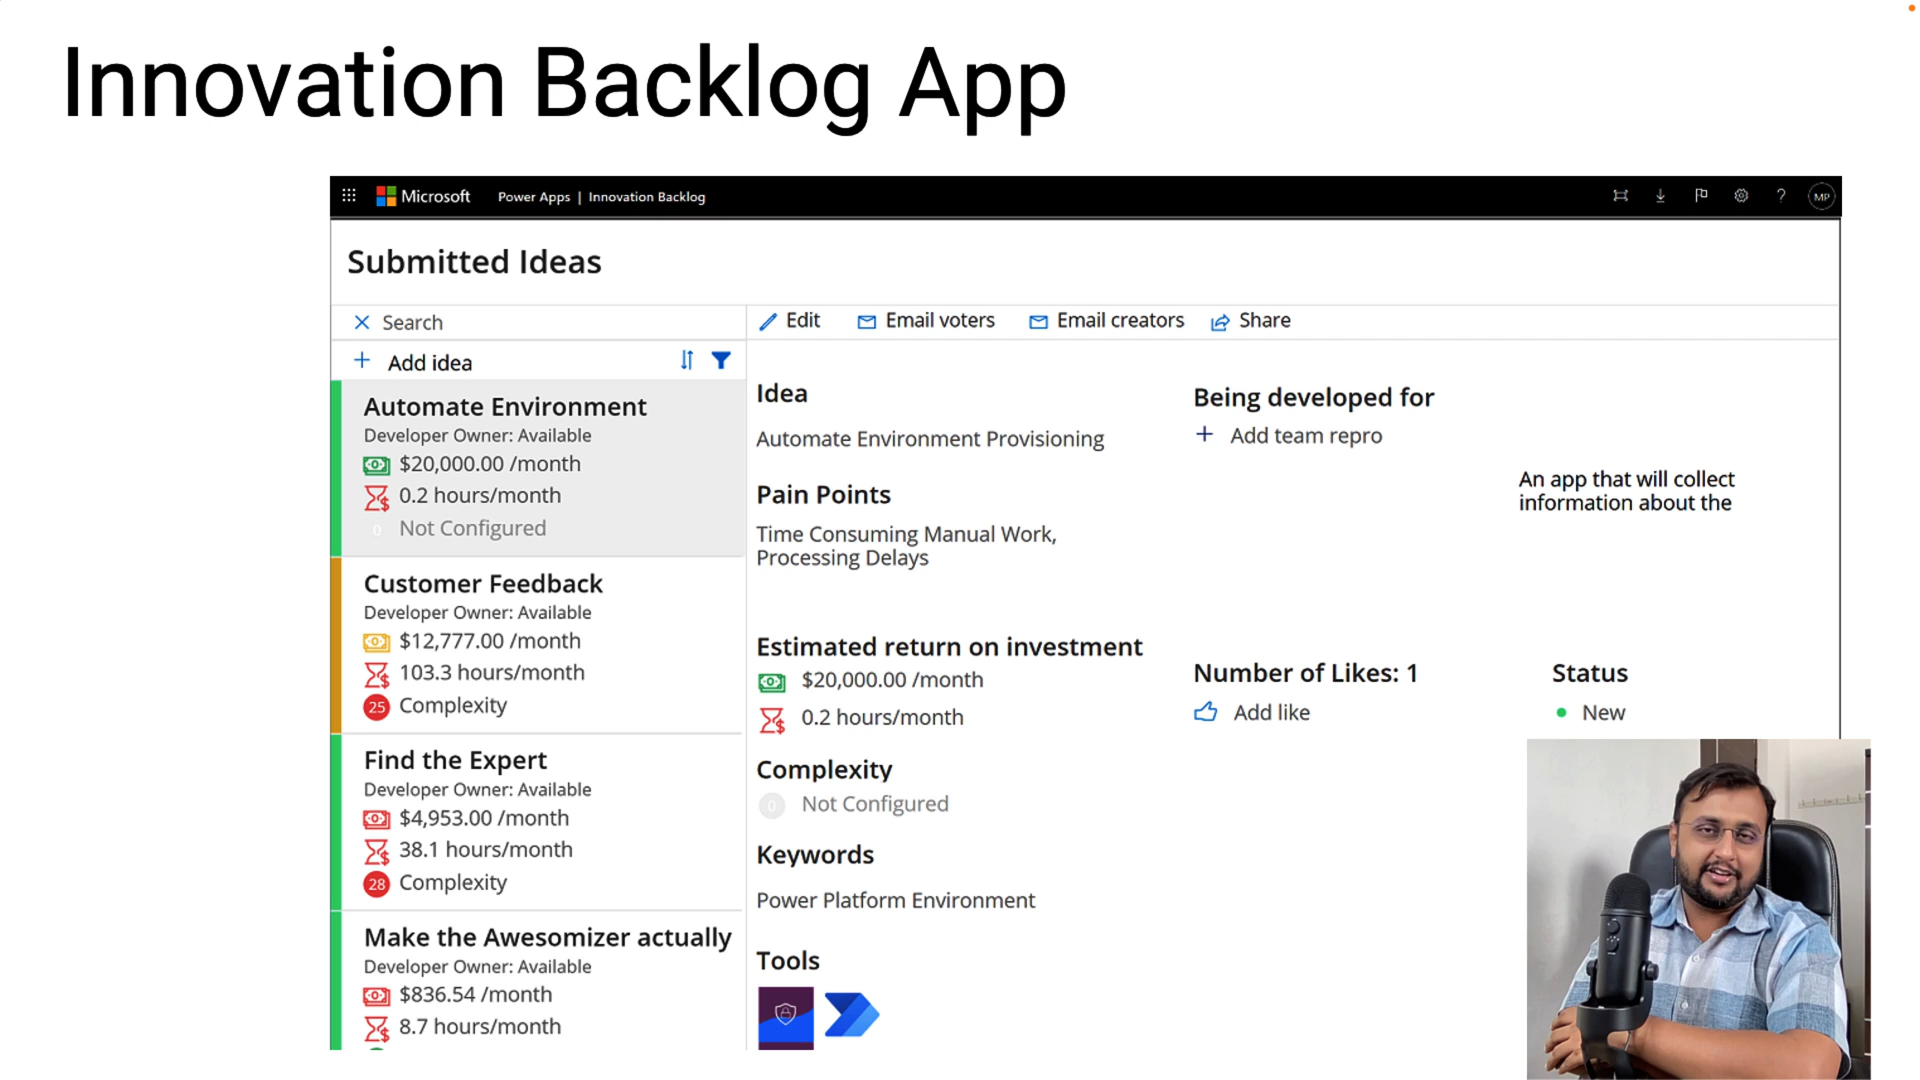 Innovation Backlog App
Microsoft Power Apps | Innovation Backlog ? MP
Submitted Ideas
Search
Edit Email voters Email creators Share
+ Add idea
Automate Environment
Developer Owner: Available
$20,000.00 /month
0.2 hours/month
0 Not Configured
Customer Feedback
Developer Owner: Available
$12,777.00 /month
103.3 hours/month
25 Complexity
Find the Expert
Developer Owner: Available
$4,953.00 /month
38.1 hours/month
28 Complexity
Make the Awesomizer actually
Developer Owner: Available
$836.54 /month
8.7 hours/month
Idea
Automate Environment Provisioning
Pain Points
Time Consuming Manual Work,
Processing Delays
Estimated return on investment
$20,000.00 /month
0.2 hours/month
Complexity
0 Not Configured
Keywords
Power Platform Environment
Tools
Being developed for
+ Add team repro
An app that will collect
information about the
Number of Likes: 1
Add like
Status
New